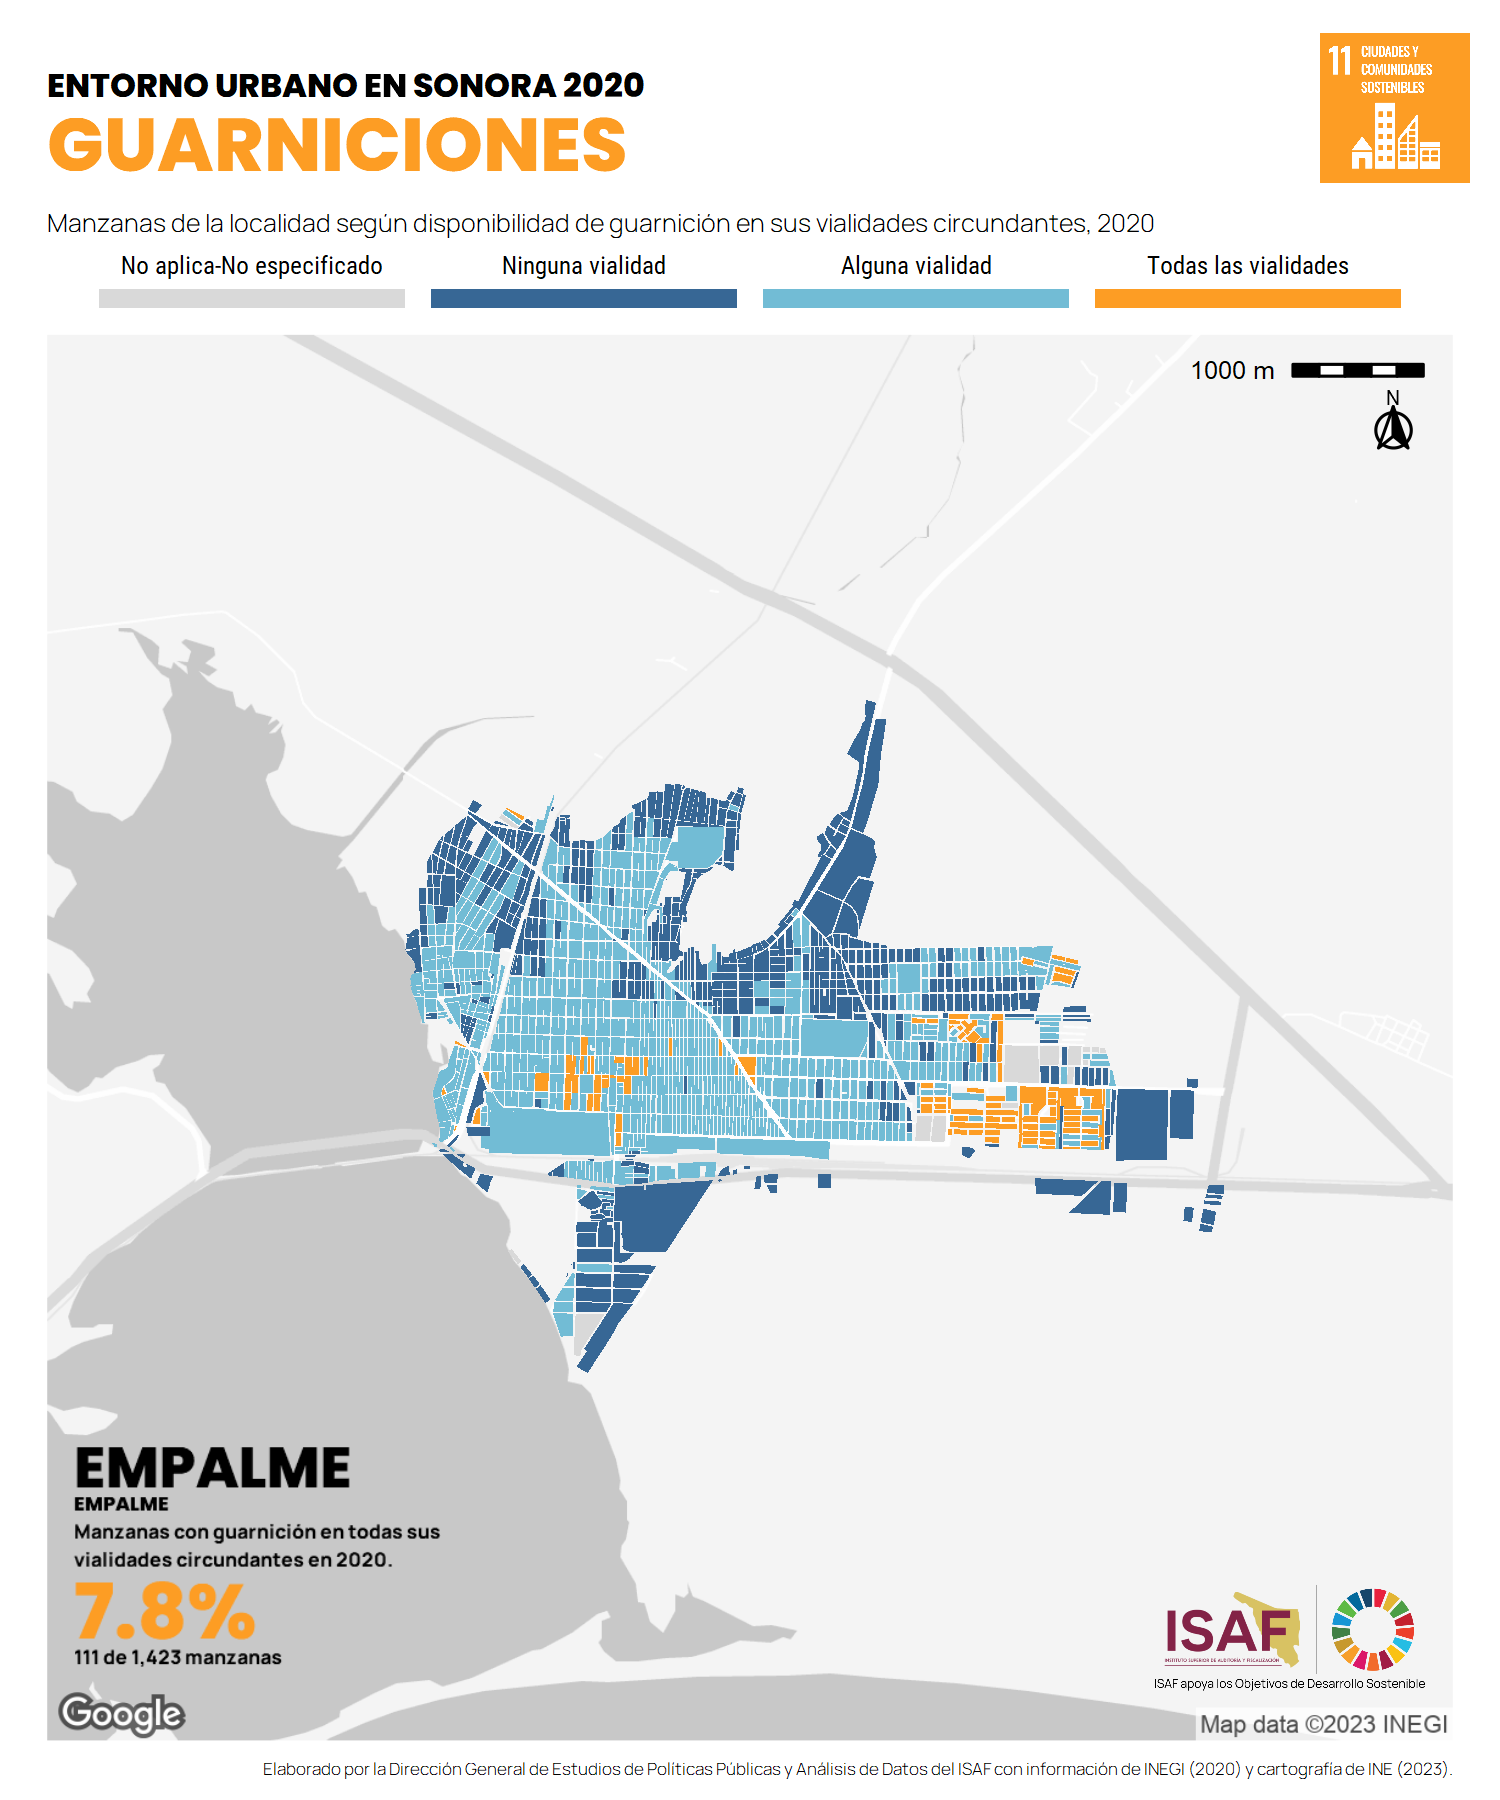 ENTORNO URBANO EN SONORA 2020
GUARNICIONES
11 CIUDADES Y
COMUNIDADES
SOSTENIBLES
Manzanas de la localidad según disponibilidad de guarnición en sus vialidades circundantes, 2020
No aplica-No especificado
Ninguna vialidad
Alguna vialidad
Todas las vialidades
1000 m
N
EMPALME
EMPALME
Manzanas con guarnición en todas sus
vialidades circundantes en 2020.
7.8%
111 de 1,423 manzanas
ISAF
INSTITUTO SUPERIOR DE AUDITORÍA Y FISCALIZACIÓN
ISAF apoya los Objetivos de Desarrollo Sostenible
Google
Map data ©2023 INEGI
Elaborado por la Dirección General de Estudios de Políticas Públicas y Análisis de Datos del ISAF con información de INEGI (2020) y cartografía de INE (2023).